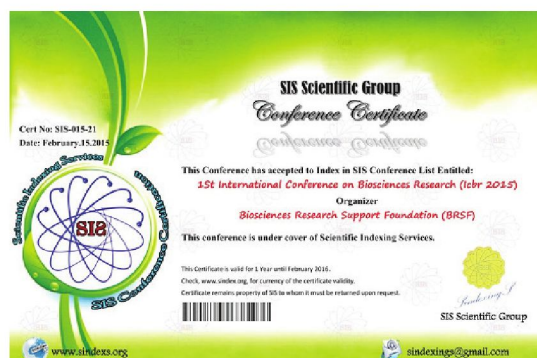 SIS Scientific Group
Conference Certificate
Cert No: SIS-015-21
Date: February.15.2015
This Conference has accepted to Index in SIS Conference List Entitled:
1St International Conference on Biosciences Research (Icbr 2015)
Organizer
Biosciences Research Support Foundation (BRSF)
This conference is under cover of Scientific Indexing Services.
This Certificate is valid for 1 Year until February 2016.
Check, www.sindex.org, for currency of the certificate validity.
Certificate remains property of SIS to whom it must be returned upon request.
Scientific Indexing Services
SIS
SIS Conference Certification
Sindexing.S
SIS Scientific Group
www.sindexs.org
sindexings@gmail.com